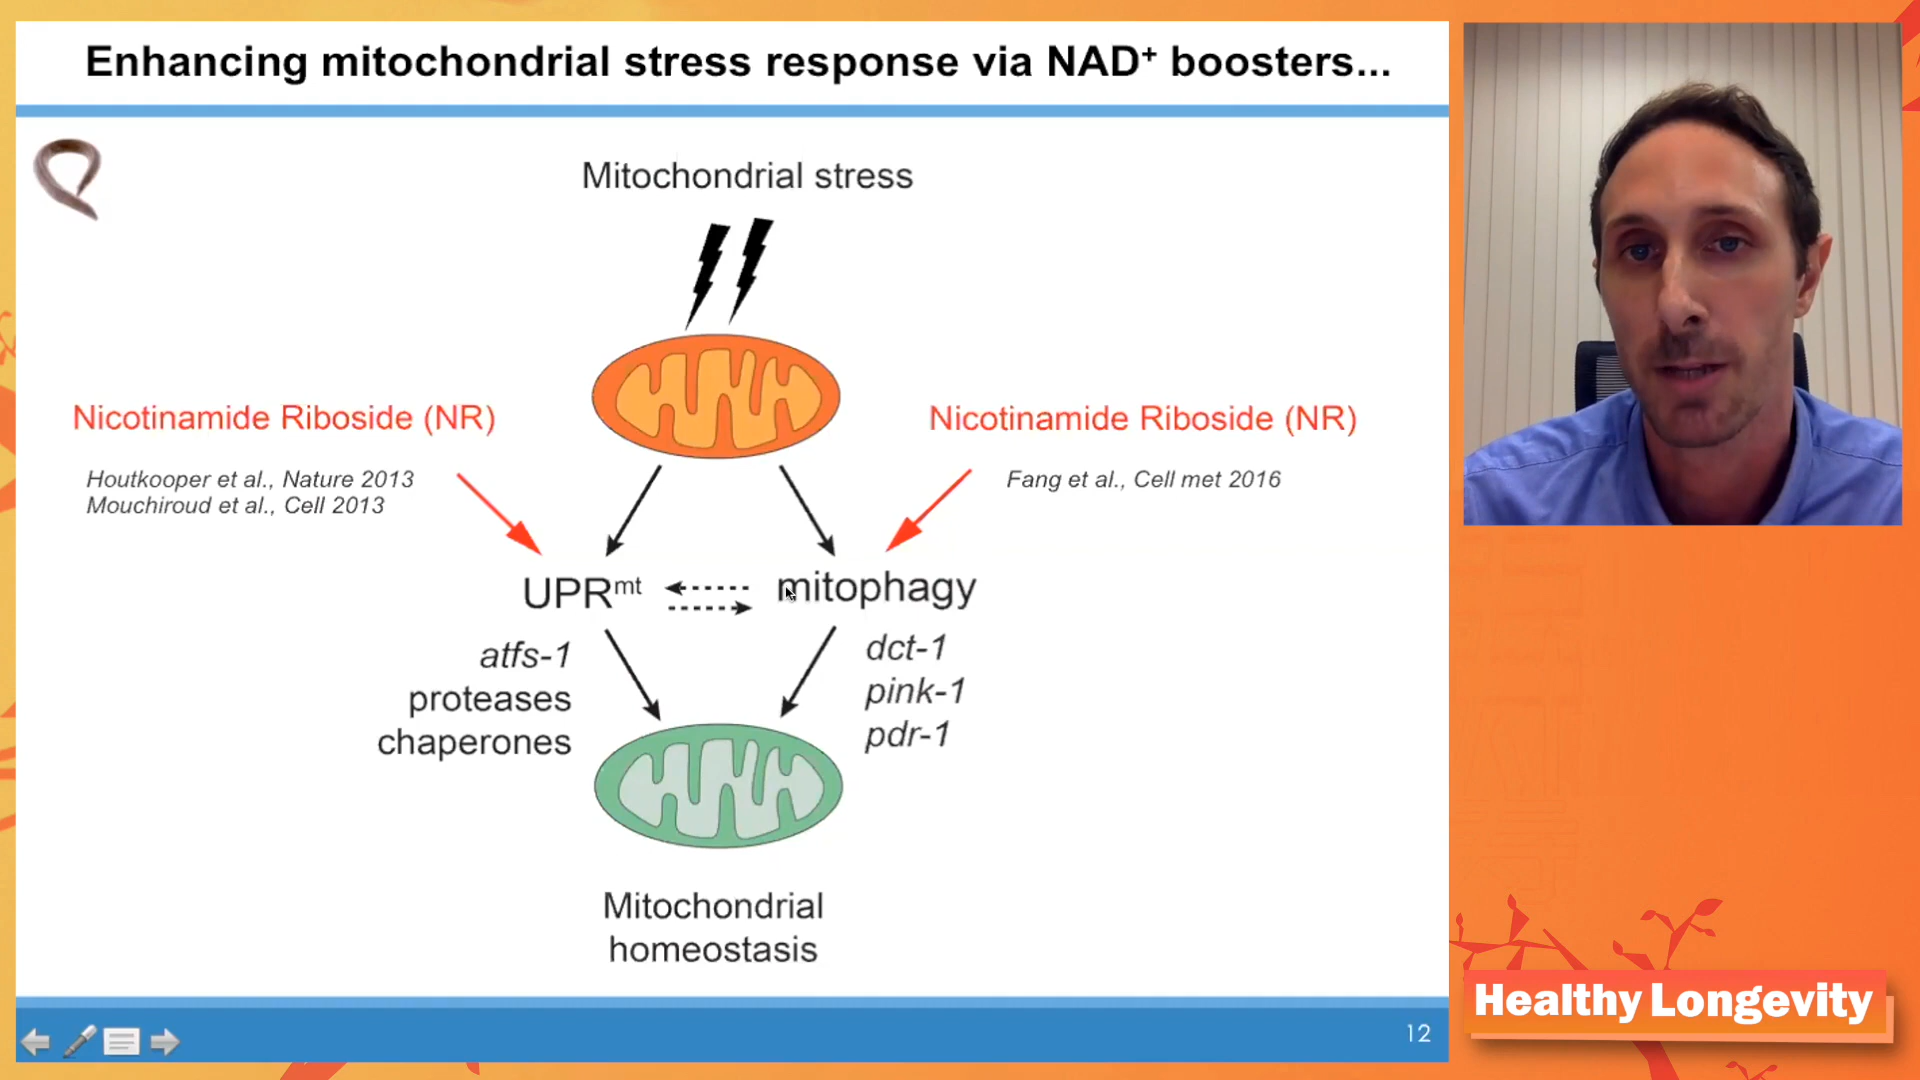 Enhancing mitochondrial stress response via NAD⁺ boosters...
Mitochondrial stress
Nicotinamide Riboside (NR)
Houtkooper et al., Nature 2013
Mouchiroud et al., Cell 2013
Nicotinamide Riboside (NR)
Fang et al., Cell met 2016
UPRᵐᵗ
mitophagy
atfs-1
proteases
chaperones
dct-1
pink-1
pdr-1
Mitochondrial
homeostasis
12
Healthy Longevity